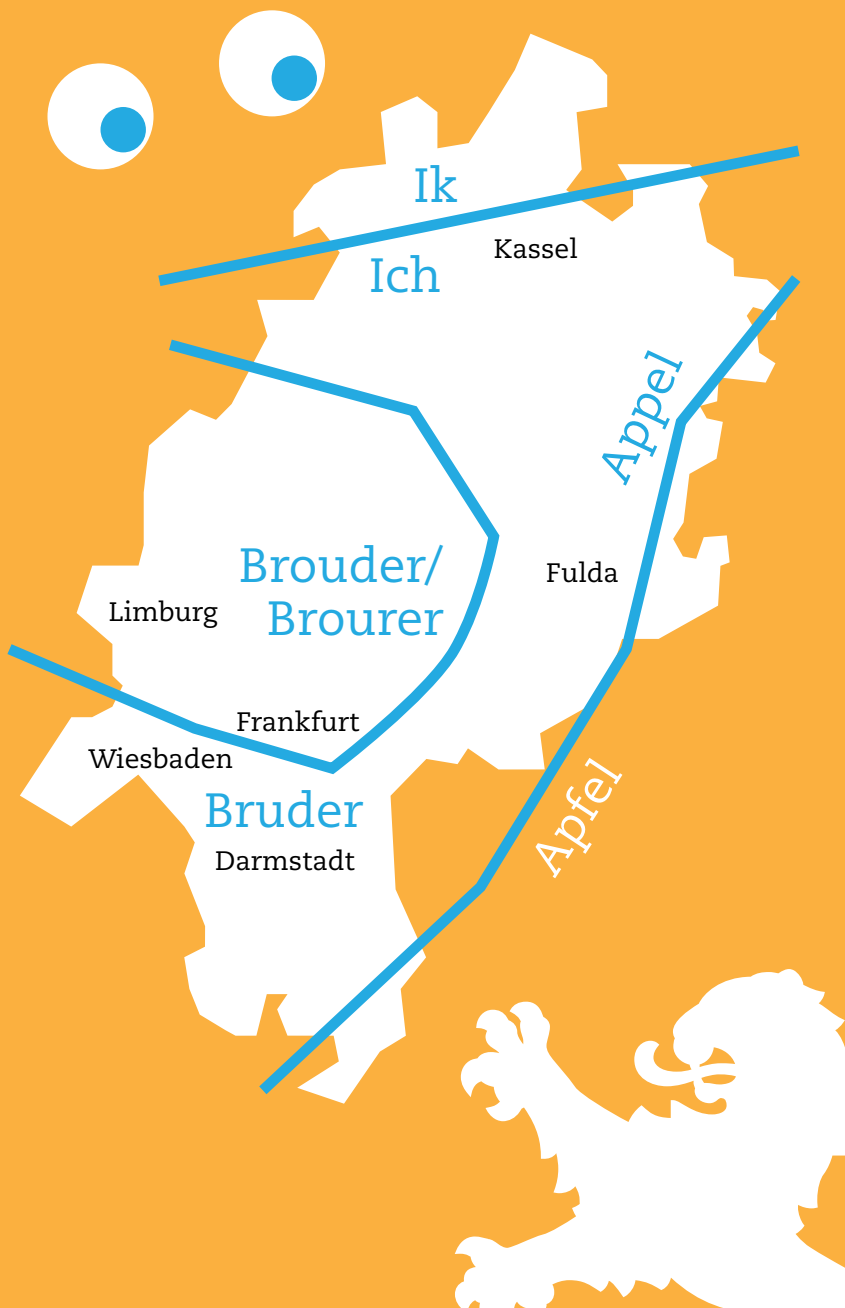 Ik
Kassel
Ich
Appel
Brouder/
Brourer
Fulda
Limburg
Frankfurt
Wiesbaden
Bruder
Apfel
Darmstadt